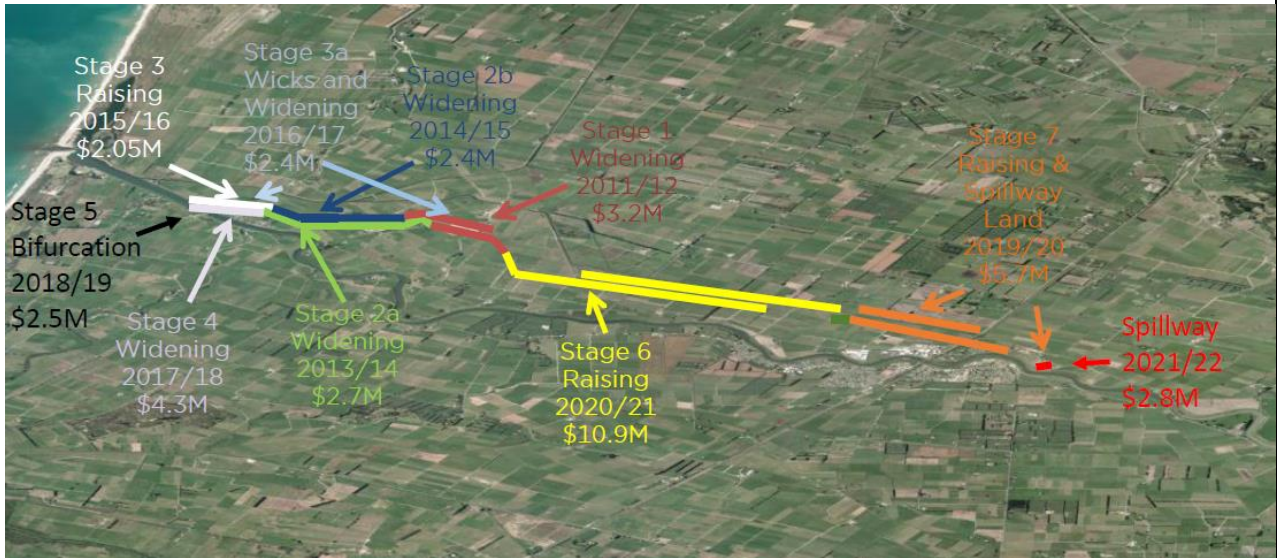 Stage 3
Raising
2015/16
$2.05M
Stage 3a
Wicks and
Widening
2016/17
$2.4M
Stage 2b
Widening
2014/15
$2.4M
Stage 1
Widening
2011/12
$3.2M
Stage 7
Raising &
Spillway
Land
2019/20
$5.7M
Stage 5
Bifurcation
2018/19
$2.5M
Stage 4
Widening
2017/18
$4.3M
Stage 2a
Widening
2013/14
$2.7M
Stage 6
Raising
2020/21
$10.9M
Spillway
2021/22
$2.8M